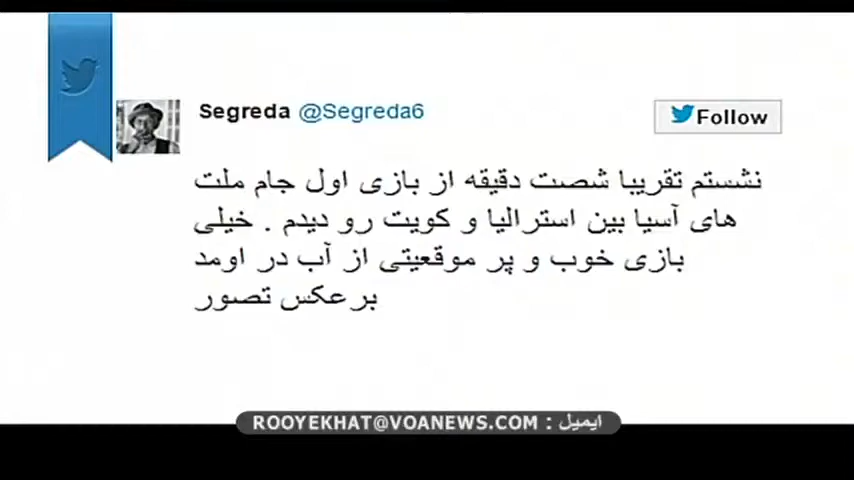 Segreda @Segreda6
Follow
نشستم تقریبا شصت دقیقه از بازی اول جام ملت
های آسیا بین استرالیا و کویت رو دیدم . خیلی
بازی خوب و پر موقعیتی از آب در اومد
برعکس تصور
ایمیل : ROOYEKHAT@VOANEWS.COM